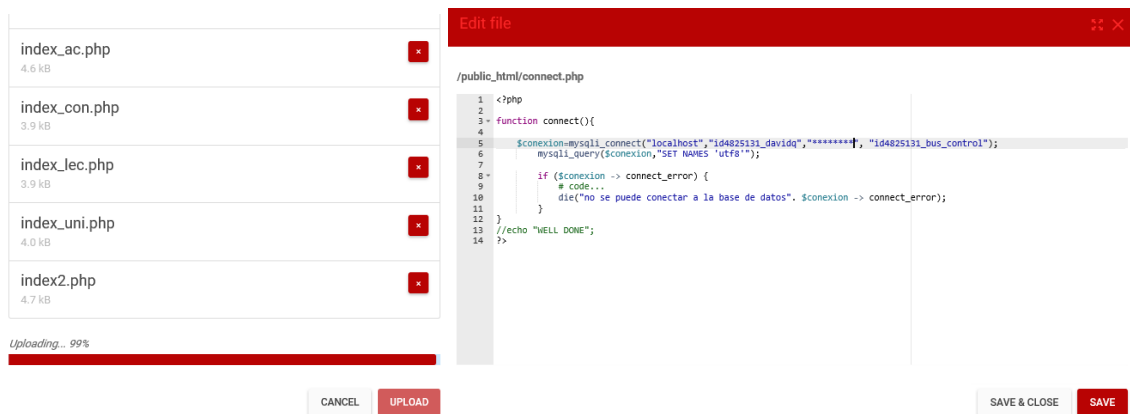 index_ac.php
4.6 kB
index_con.php
3.9 kB
index_lec.php
3.9 kB
index_uni.php
4.0 kB
index2.php
4.7 kB
Uploading... 99%
CANCEL
UPLOAD
Edit file
/public_html/connect.php
1 <?php
2
3 function connect(){
4
5 $conexion=mysqli_connect("localhost","id4825131_davidq","********", "id4825131_bus_control");
6 mysqli_query($conexion,"SET NAMES 'utf8'");
7
8 if ($conexion -> connect_error) {
9 # code...
10 die("no se puede conectar a la base de datos". $conexion -> connect_error);
11 }
12 }
13 //echo "WELL DONE";
14 ?>
SAVE & CLOSE
SAVE